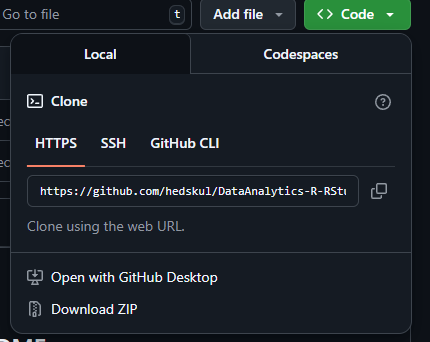 Go to file t Add file <> Code
Local Codespaces
Clone
HTTPS SSH GitHub CLI
https://github.com/hedskul/DataAnalytics-R-RStu
Clone using the web URL.
Open with GitHub Desktop
Download ZIP